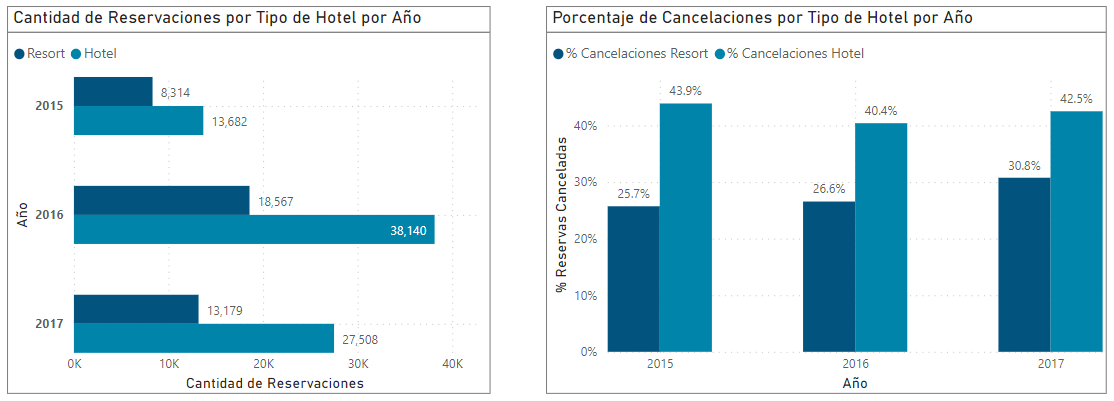 Cantidad de Reservaciones por Tipo de Hotel por Año
Resort Hotel
2015
8,314
13,682
Año
2016
18,567
38,140
2017
13,179
27,508
0K 10K 20K 30K 40K
Cantidad de Reservaciones
Porcentaje de Cancelaciones por Tipo de Hotel por Año
% Cancelaciones Resort % Cancelaciones Hotel
% Reservas Canceladas
40%
30%
20%
10%
0%
25.7% 43.9% 26.6% 40.4% 30.8% 42.5%
2015 2016 2017
Año